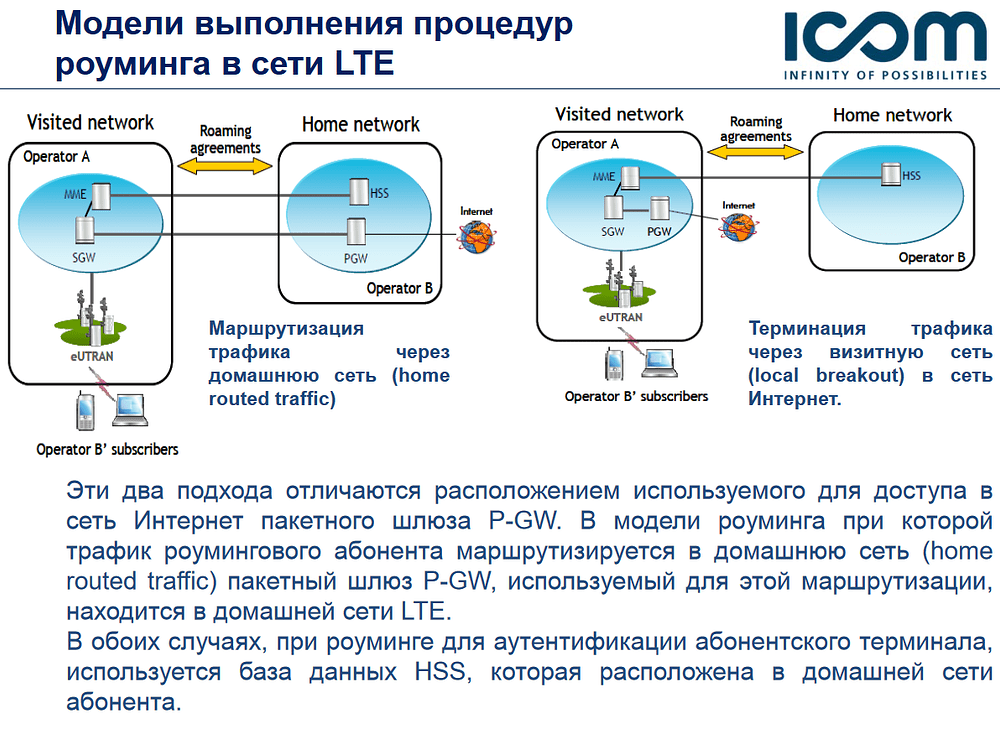 Модели выполнения процедур
роуминга в сети LTE
ICOM
INFINITY OF POSSIBILITIES
Visited network
Roaming
agreements
Home network
Operator A
MME
HSS
SGW
PGW
Internet
Operator B
eUTRAN
Operator B' subscribers
Маршрутизация
трафика через
домашнюю сеть (home
routed traffic)
Visited network
Roaming
agreements
Home network
Operator A
MME
HSS
SGW
PGW
Internet
Operator B
eUTRAN
Operator B' subscribers
Терминация трафика
через визитную сеть
(local breakout) в сеть
Интернет.
Эти два подхода отличаются расположением используемого для доступа в
сеть Интернет пакетного шлюза P-GW. В модели роуминга при которой
трафик роумингового абонента маршрутизируется в домашнюю сеть (home
routed traffic) пакетный шлюз P-GW, используемый для этой маршрутизации,
находится в домашней сети LTE.
В обоих случаях, при роуминге для аутентификации абонентского терминала,
используется база данных HSS, которая расположена в домашней сети
абонента.